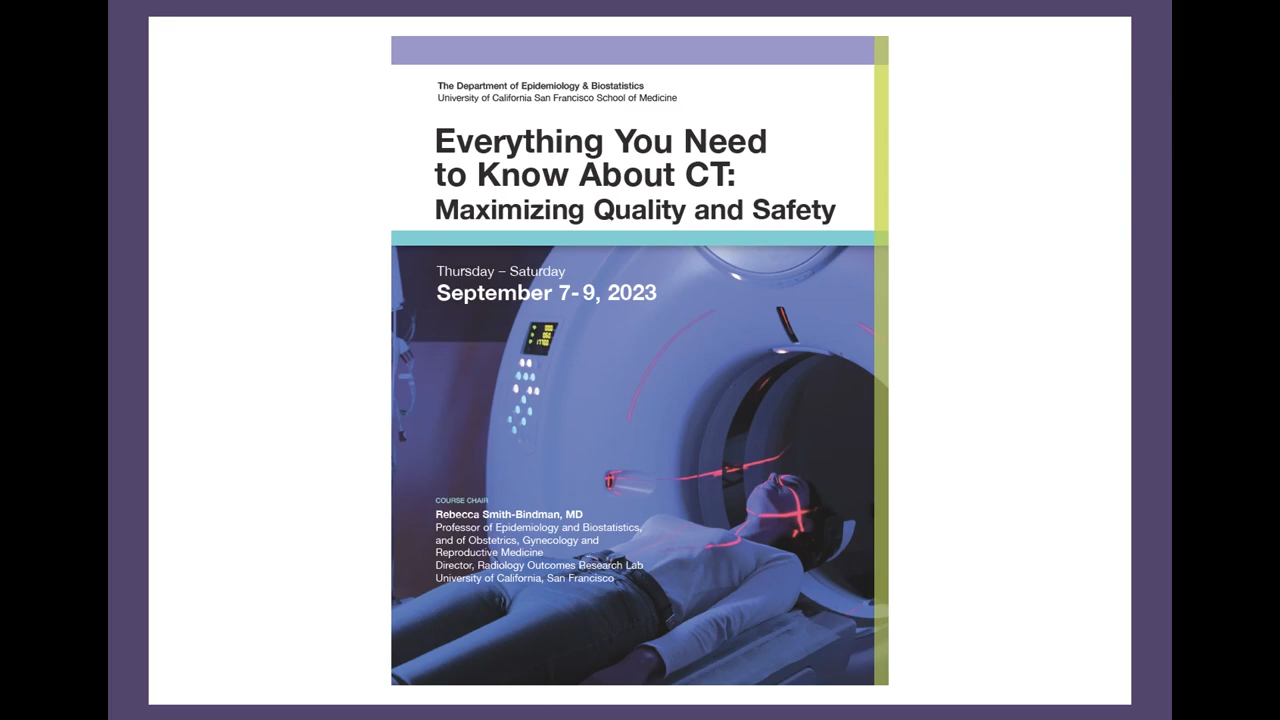 The Department of Epidemiology & Biostatistics
University of California San Francisco School of Medicine
Everything You Need
to Know About CT:
Maximizing Quality and Safety
Thursday – Saturday
September 7-9, 2023
COURSE CHAIR
Rebecca Smith-Bindman, MD
Professor of Epidemiology and Biostatistics,
and of Obstetrics, Gynecology and
Reproductive Medicine
Director, Radiology Outcomes Research Lab
University of California, San Francisco